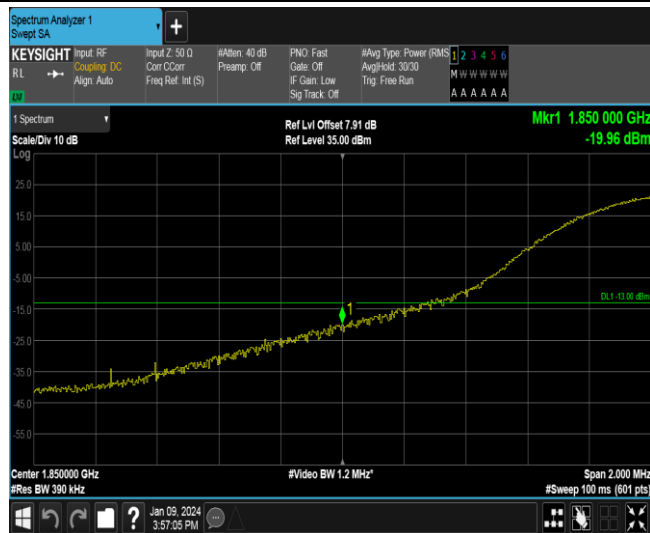 Spectrum Analyzer 1
Swept SA
+
KEYSIGHT
RL
Input: RF
Coupling: DC
Align: Auto
Input Z: 50 Ω
Corr CCorr
Freq Ref: Int (S)
#Atten: 40 dB
Preamp: Off
PNO: Fast
Gate: Off
IF Gain: Low
Sig Track: Off
#Avg Type: Power (RMS
Avg|Hold: 30/30
Trig: Free Run
1 2 3 4 5 6
M W W W W W
A A A A A A
1 Spectrum
Scale/Div 10 dB
Log
Ref Lvl Offset 7.91 dB
Ref Level 35.00 dBm
Mkr1 1.850 000 GHz
-19.96 dBm
25.0
15.0
5.00
-5.00
-15.0
-25.0
-35.0
-45.0
-55.0
1
DL1 -13.00 dBm
Center 1.850000 GHz
#Res BW 390 kHz
#Video BW 1.2 MHz*
Span 2.000 MHz
#Sweep 100 ms (601 pts)
?
Jan 09, 2024
3:57:05 PM